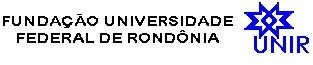 FUNDAÇÃO UNIVERSIDADE
FEDERAL DE RONDÔNIA
UNIR